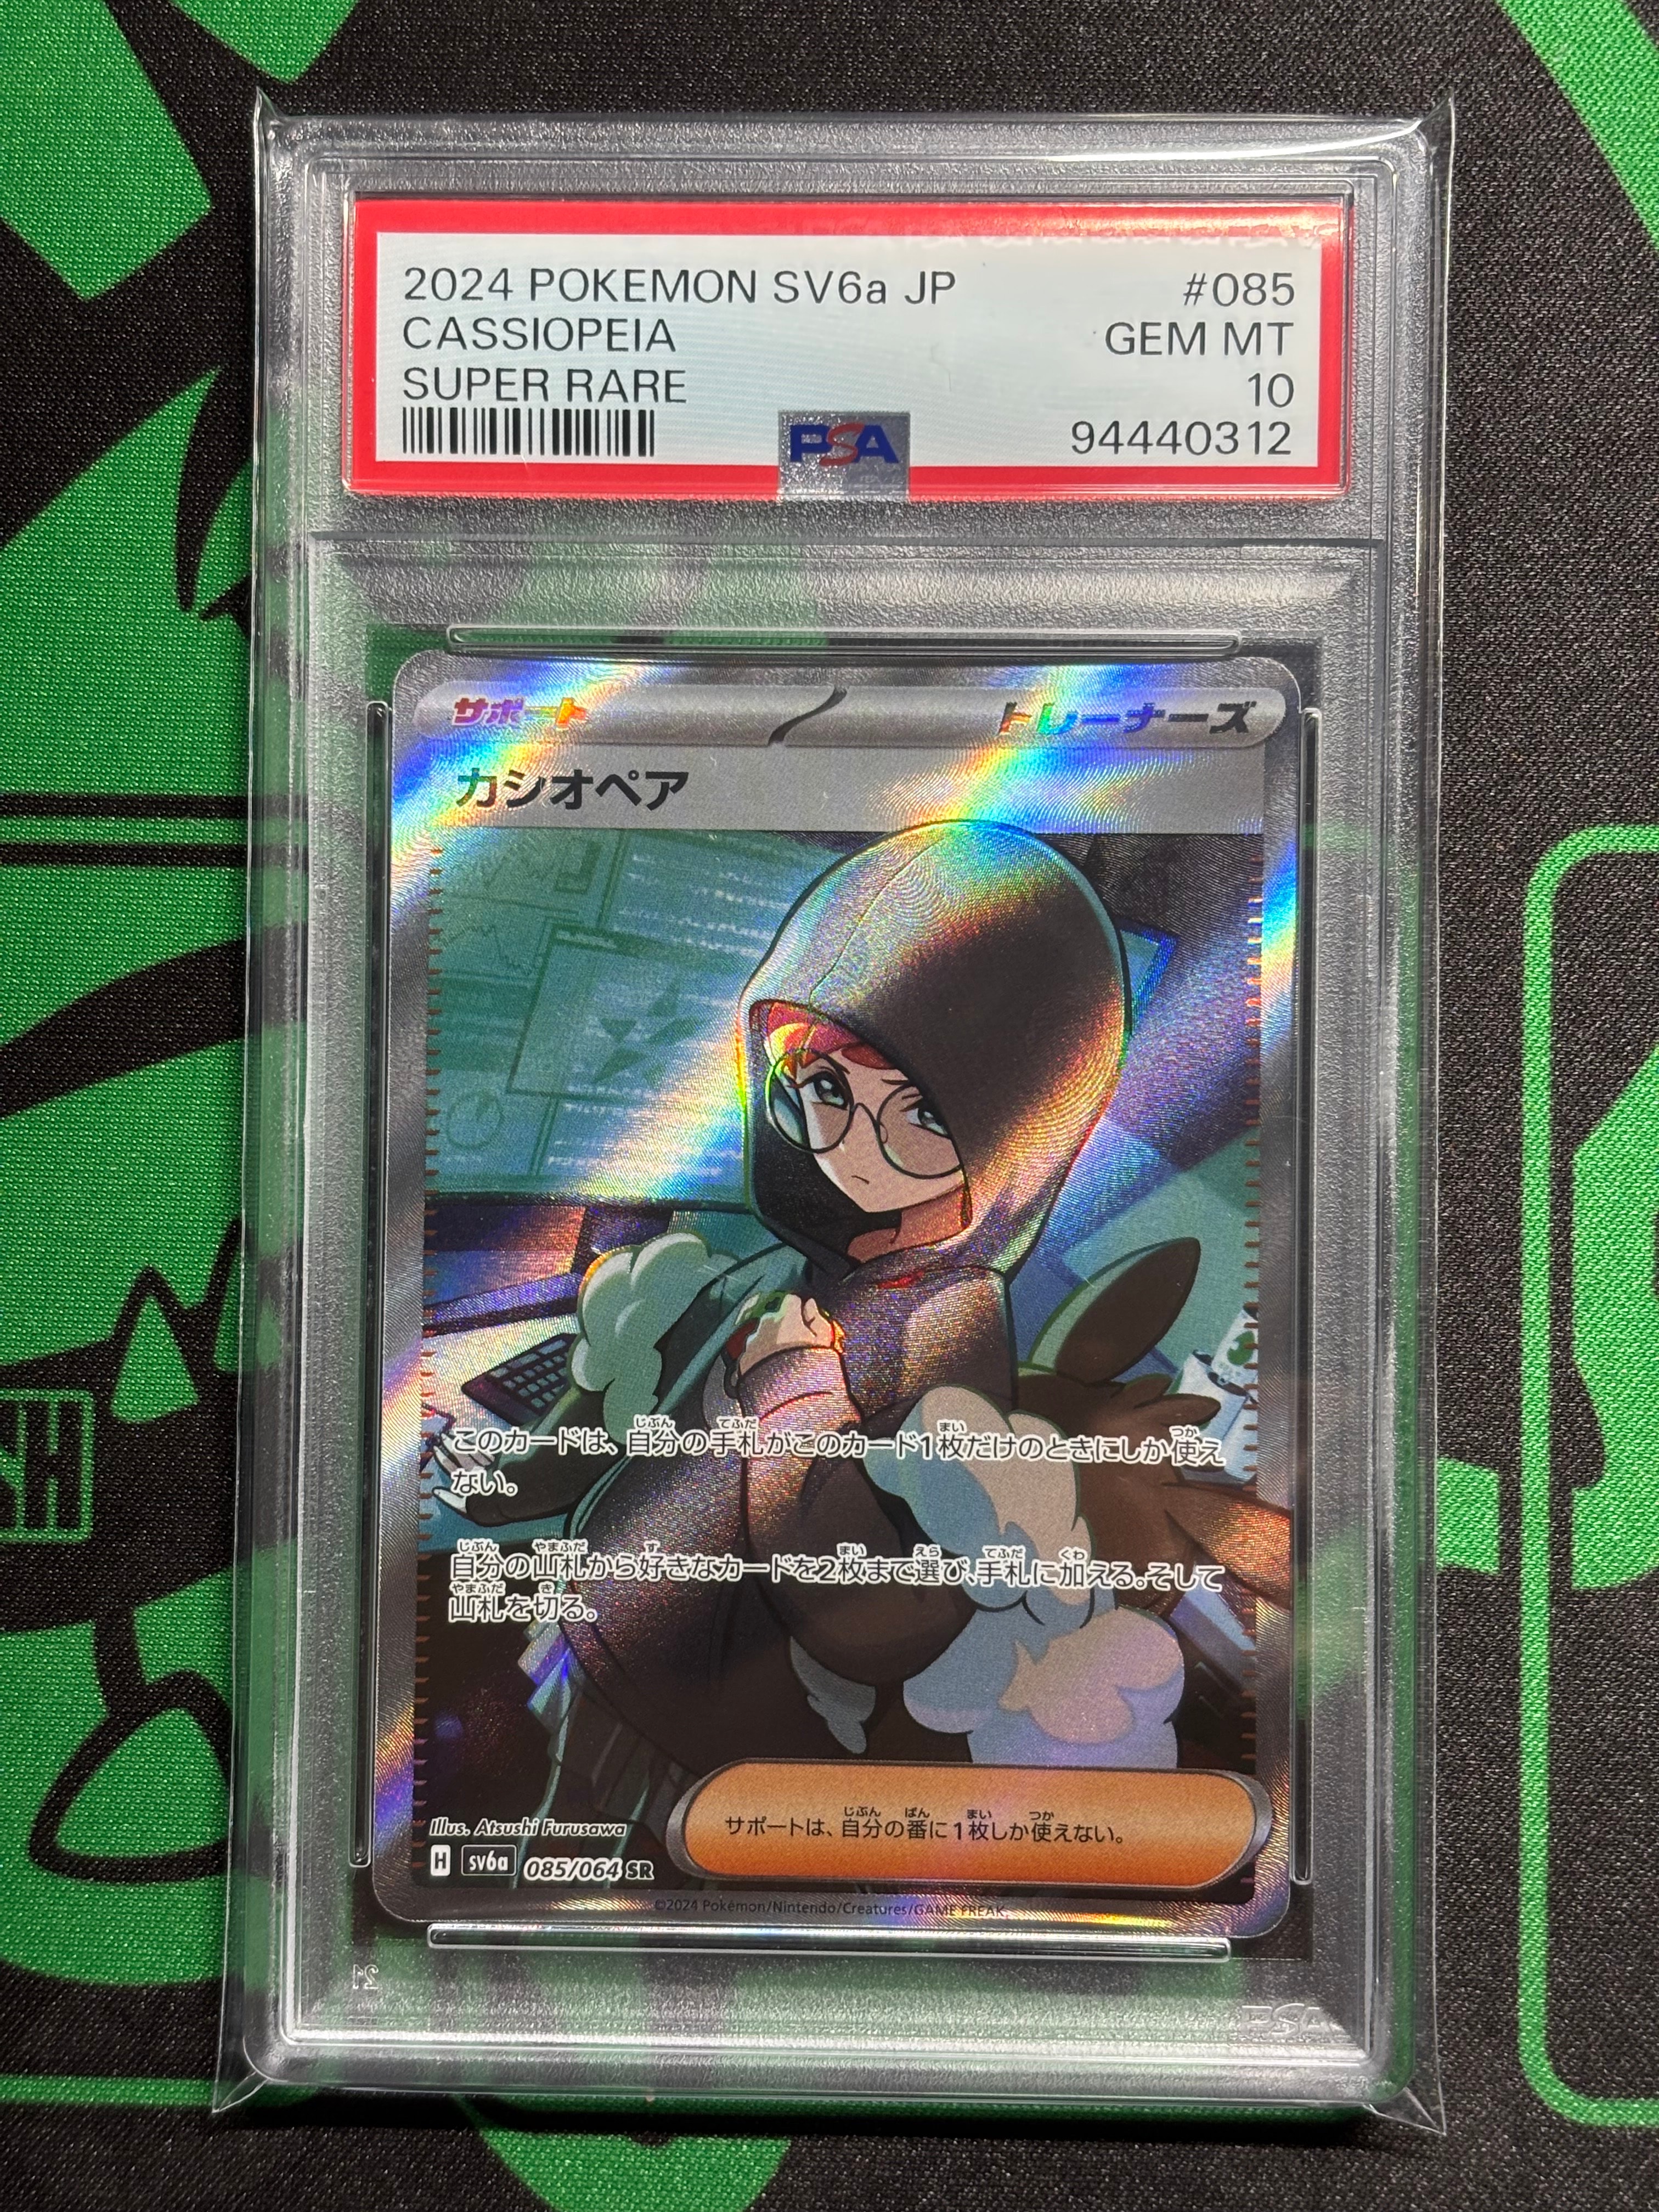 2024 POKEMON SV6a JP #085
CASSIOPEIA GEM MT
SUPER RARE 10
PSA 94440312
サポート トレーナーズ
カシオペア
このカードは、自分の手札がこのカード1枚だけのときにしか使え
ない。
自分の山札から好きなカードを2枚まで選び、手札に加える。そして
山札を切る。
サポートは、自分の番に1枚しか使えない。
Illus. Atsushi Furusawa
H sv6a 085/064 SR
©2024 Pokémon/Nintendo/Creatures/GAME FREAK.
PSA